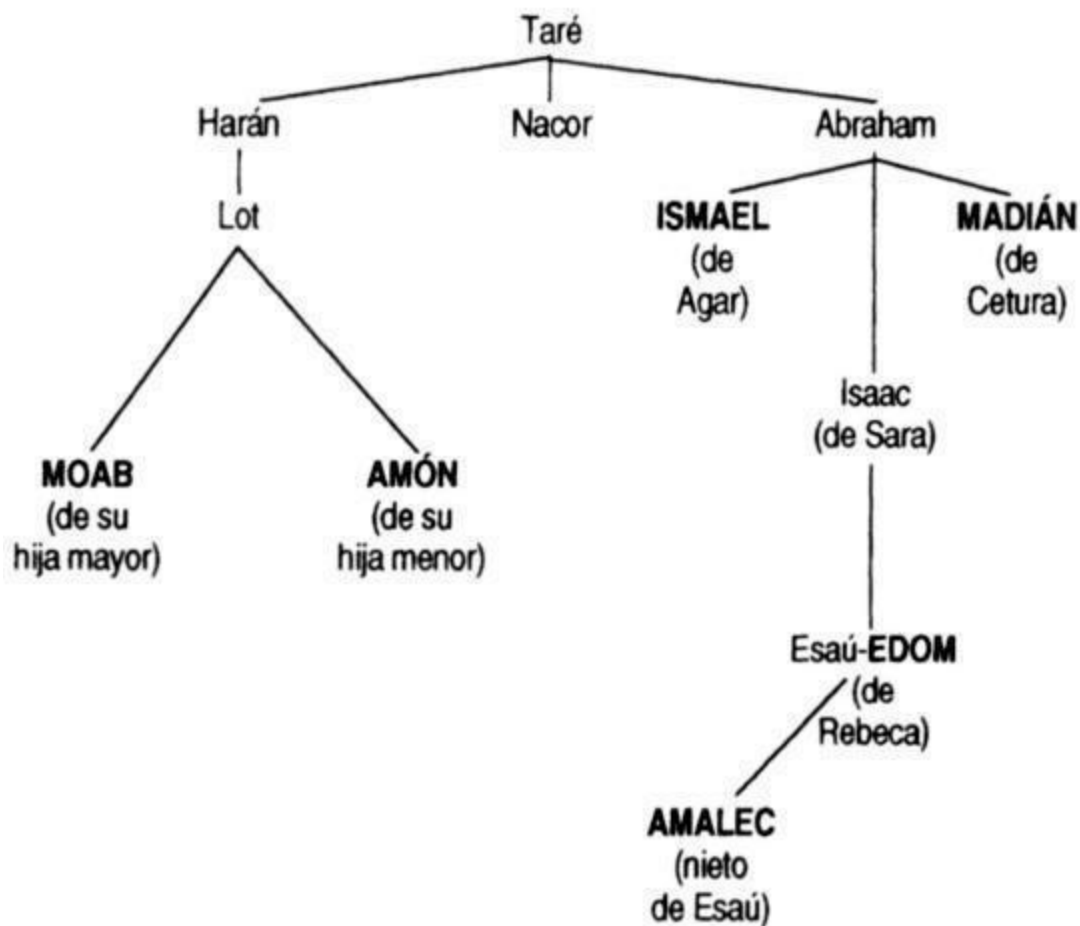 Taré
Harán
Nacor
Abraham
Lot
ISMAEL
(de
Agar)
MADIÁN
(de
Cetura)
Isaac
(de Sara)
MOAB
(de su
hija mayor)
AMÓN
(de su
hija menor)
Esaú-EDOM
(de
Rebeca)
AMALEC
(nieto
de Esaú)